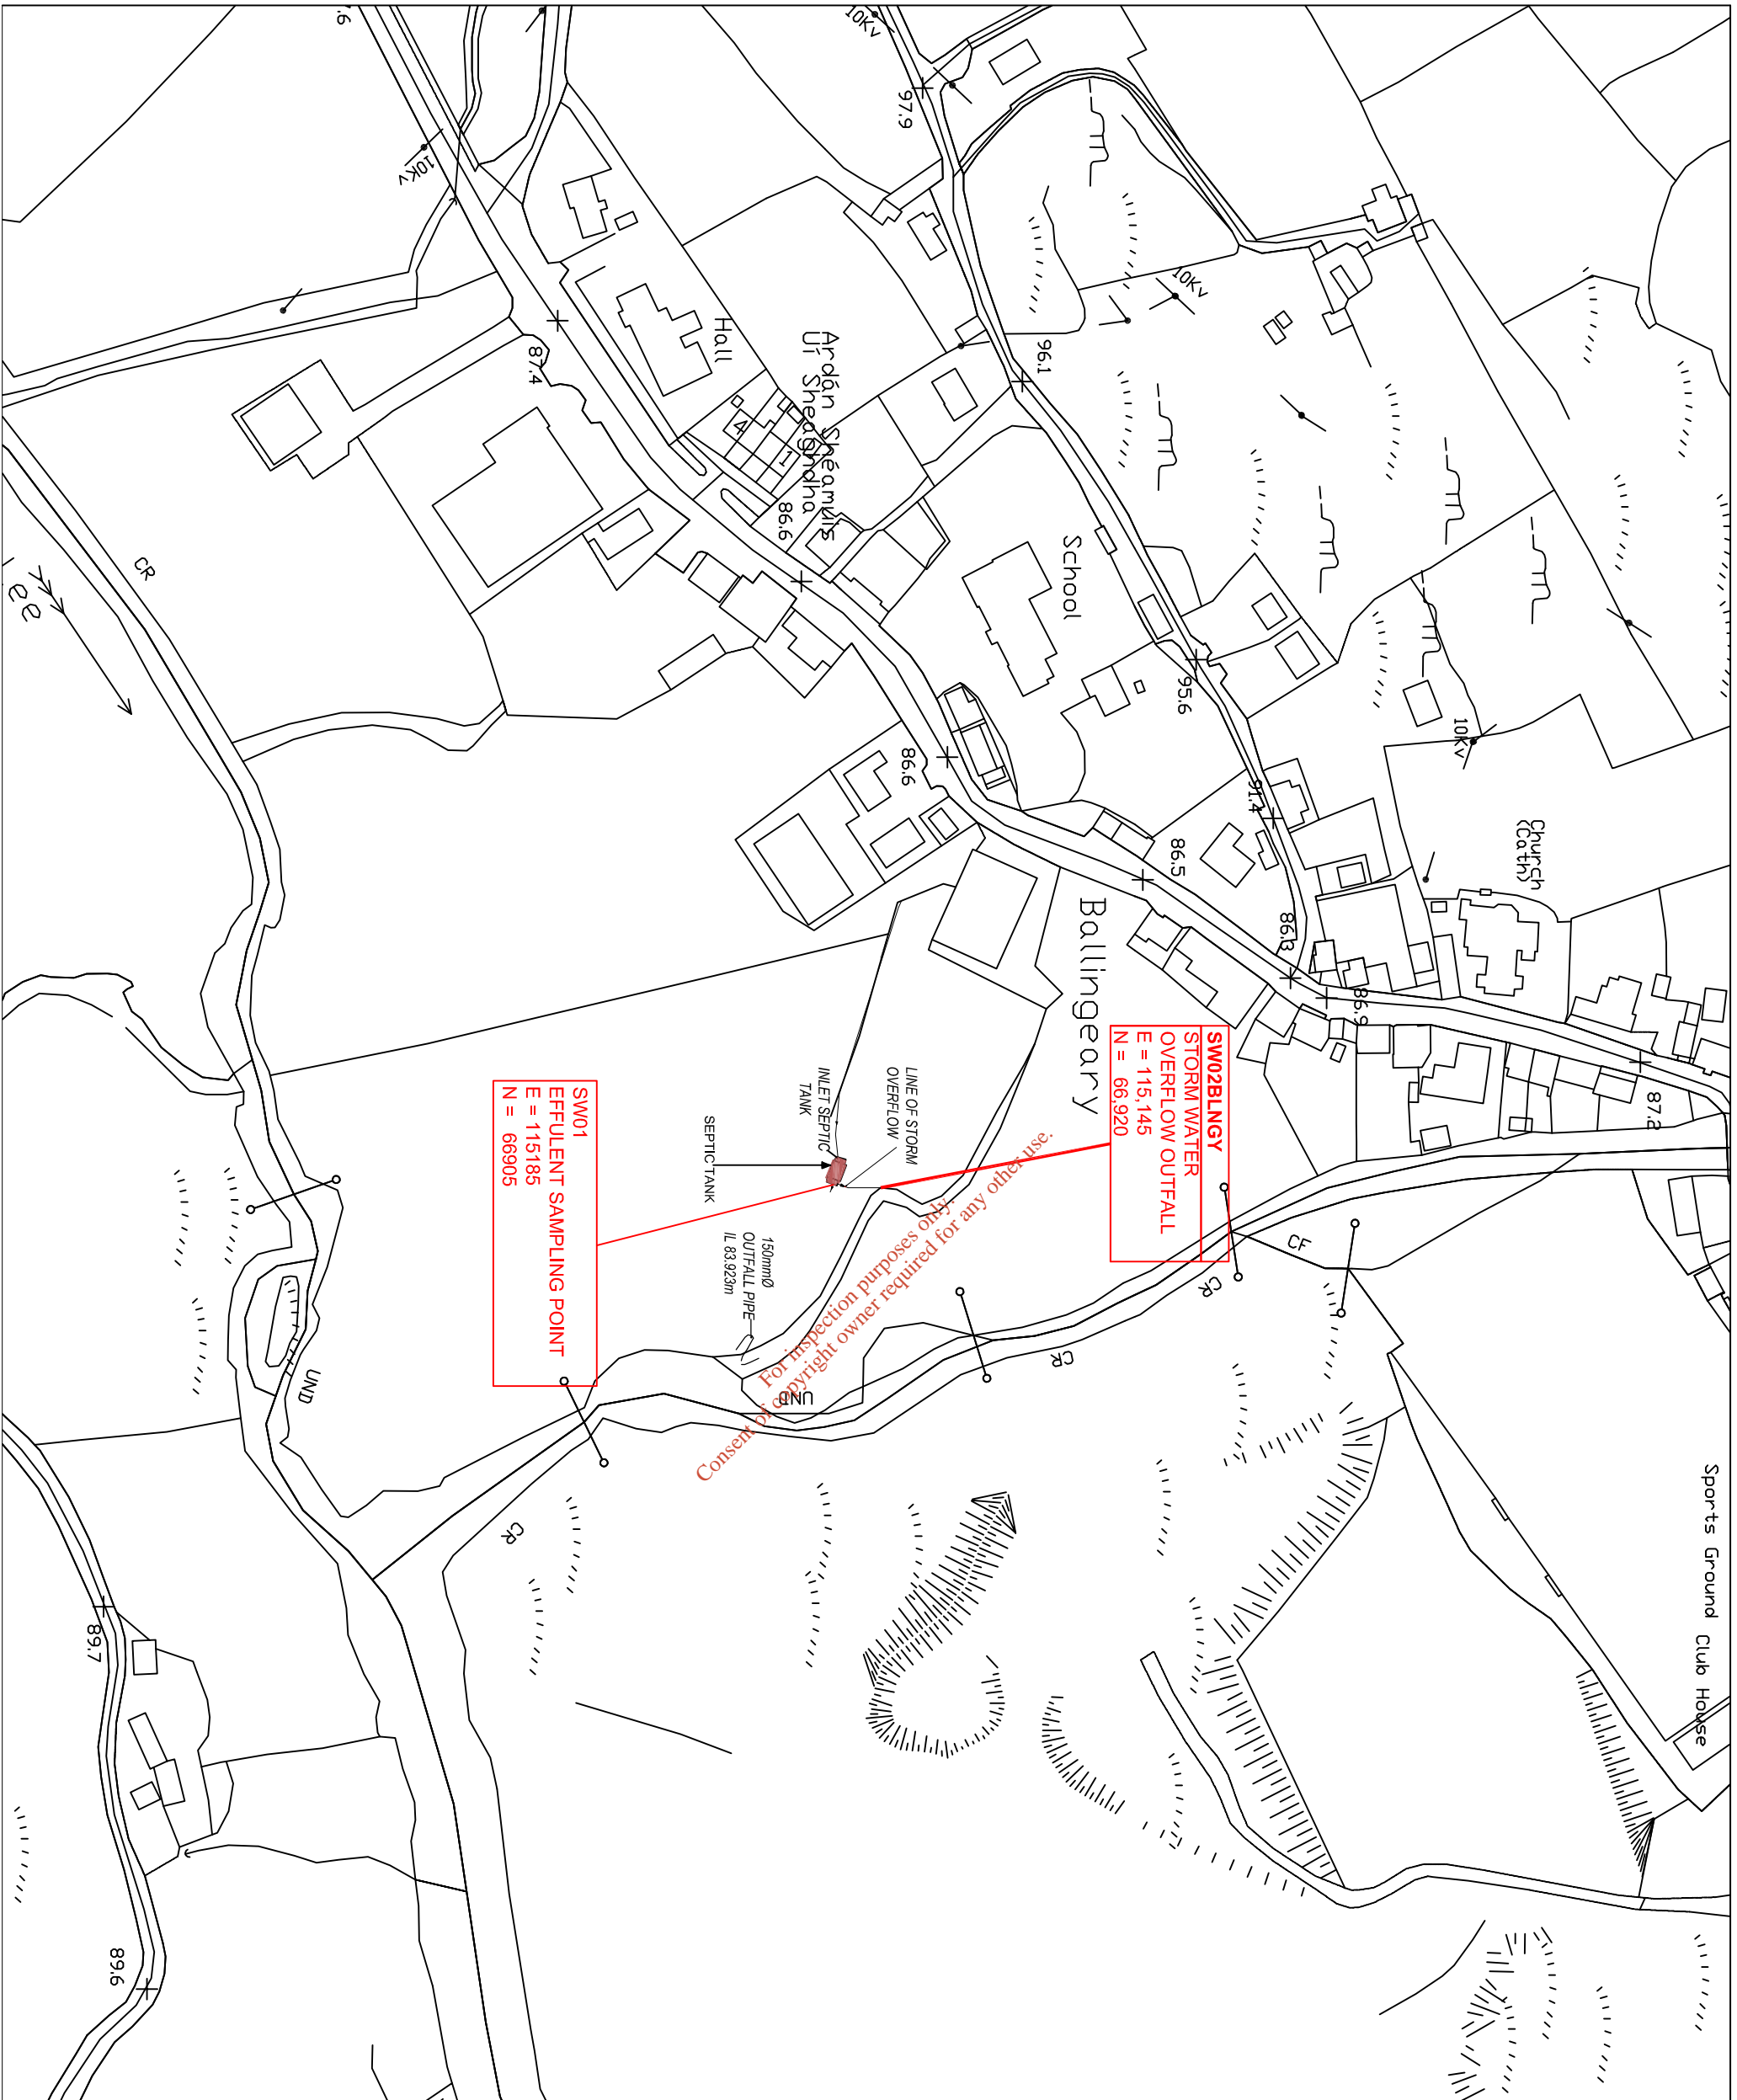 10Kv
97.9
10Kv
10Kv
96.1
87.4
Hall
Ardán Shéamuis
Uí Sheaghdha
4
1
86.6
School
95.6
10Kv
CR
86.6
91.4
86.5
Church
(Cath)
86.3
86.9
87.2
Ballingeary
SW02BLNGY
STORM WATER
OVERFLOW OUTFALL
E = 115,145
N = 66,920
LINE OF STORM
OVERFLOW
INLET SEPTIC
TANK
SEPTIC TANK
SW01
EFFULENT SAMPLING POINT
E = 115185
N = 66905
150mmØ
OUTFALL PIPE
IL 83.923m
For inspection purposes only.
Consent of copyright owner required for any other use.
CF
CR
CR
UND
UND
CR
Sports Ground Club House
89.7
89.6